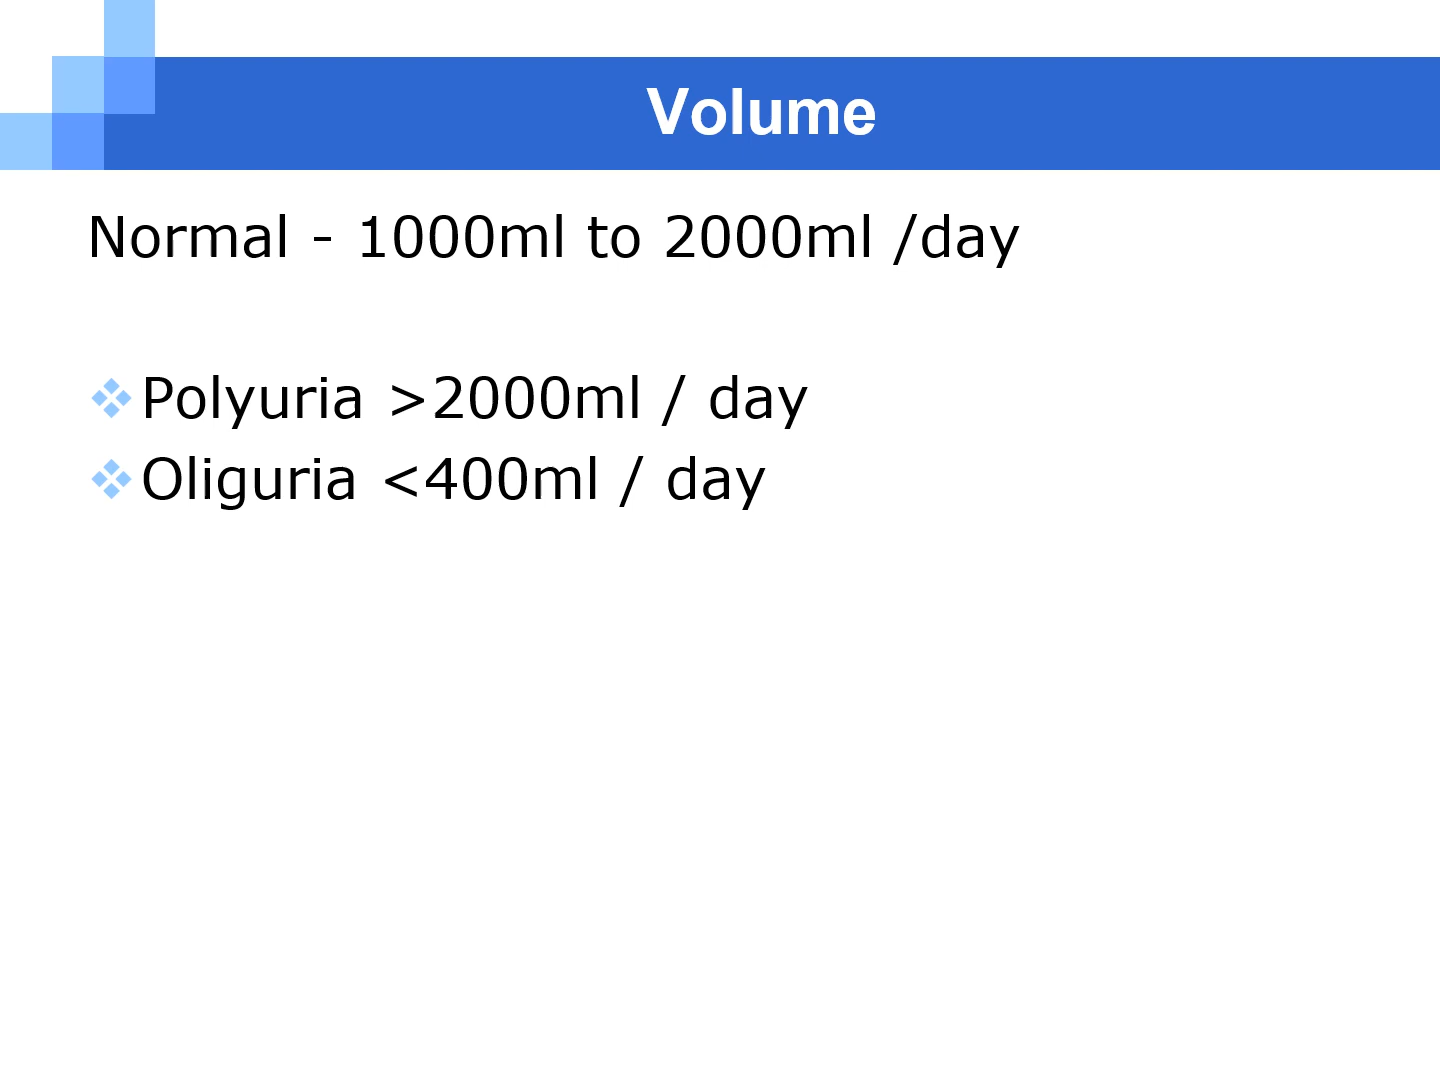 Volume
Normal - 1000ml to 2000ml /day
❖Polyuria >2000ml / day
❖Oliguria <400ml / day